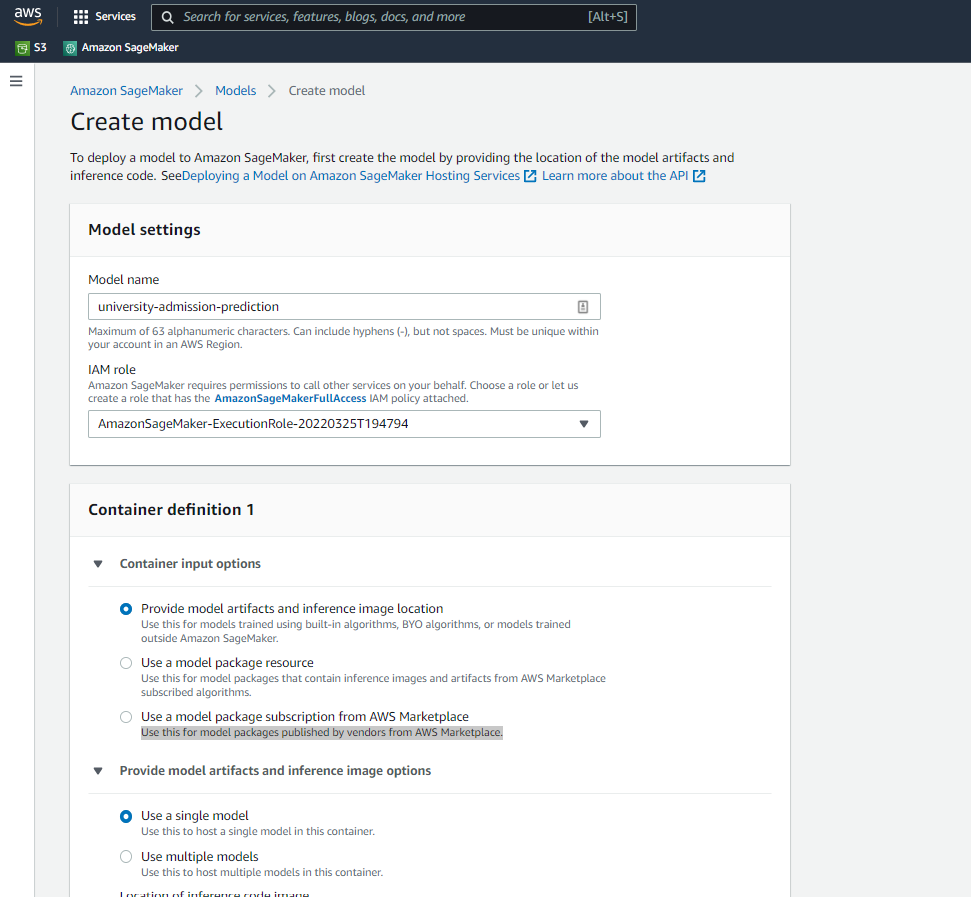 aws
Services
Search for services, features, blogs, docs, and more
[Alt+S]
S3
Amazon SageMaker
Amazon SageMaker
Models
Create model
Create model
To deploy a model to Amazon SageMaker, first create the model by providing the location of the model artifacts and
inference code. SeeDeploying a Model on Amazon SageMaker Hosting Services Learn more about the API
Model settings
Model name
university-admission-prediction
Maximum of 63 alphanumeric characters. Can include hyphens (-), but not spaces. Must be unique within
your account in an AWS Region.
IAM role
Amazon SageMaker requires permissions to call other services on your behalf. Choose a role or let us
create a role that has the AmazonSageMakerFullAccess IAM policy attached.
AmazonSageMaker-ExecutionRole-20220325T194794
Container definition 1
Container input options
Provide model artifacts and inference image location
Use this for models trained using built-in algorithms, BYO algorithms, or models trained
outside Amazon SageMaker.
Use a model package resource
Use this for model packages that contain inference images and artifacts from AWS Marketplace
subscribed algorithms.
Use a model package subscription from AWS Marketplace
Use this for model packages published by vendors from AWS Marketplace.
Provide model artifacts and inference image options
Use a single model
Use this to host a single model in this container.
Use multiple models
Use this to host multiple models in this container.
Location of inference code image